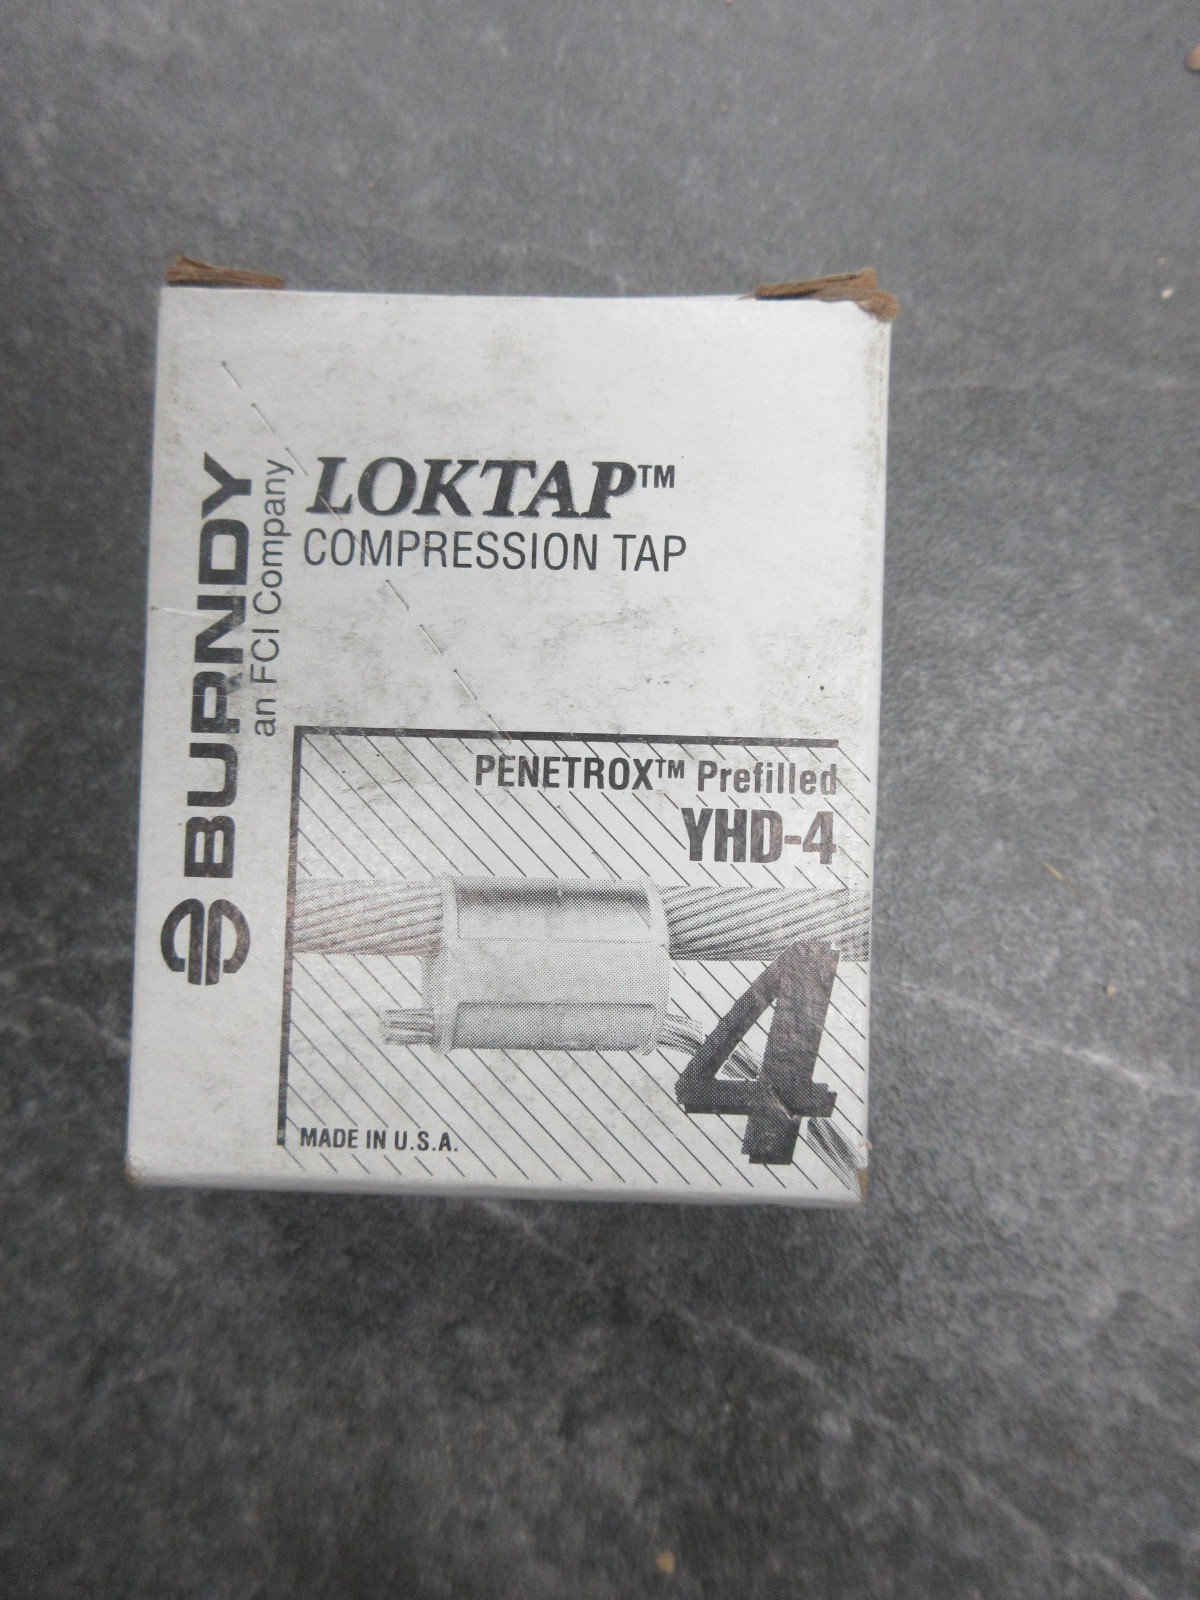 BURNDY
an FCI Company
LOKTAP™
COMPRESSION TAP
PENETROX™ Prefilled
YHD-4
4
MADE IN U.S.A.